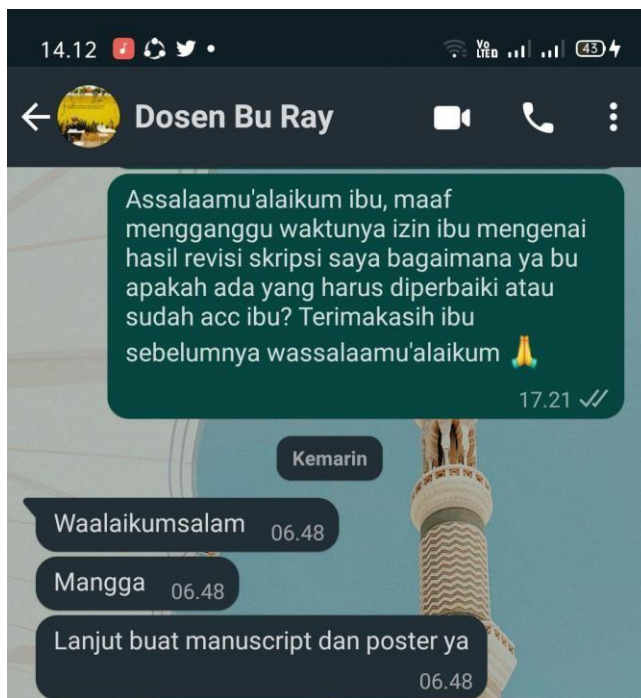 14.12
43
Dosen Bu Ray
Assalaamu'alaikum ibu, maaf
mengganggu waktunya izin ibu mengenai
hasil revisi skripsi saya bagaimana ya bu
apakah ada yang harus diperbaiki atau
sudah acc ibu? Terimakasih ibu
sebelumnya wassalaamu'alaikum 🙏
17.21
Kemarin
Waalaikumsalam 06.48
Mangga 06.48
Lanjut buat manuscript dan poster ya
06.48